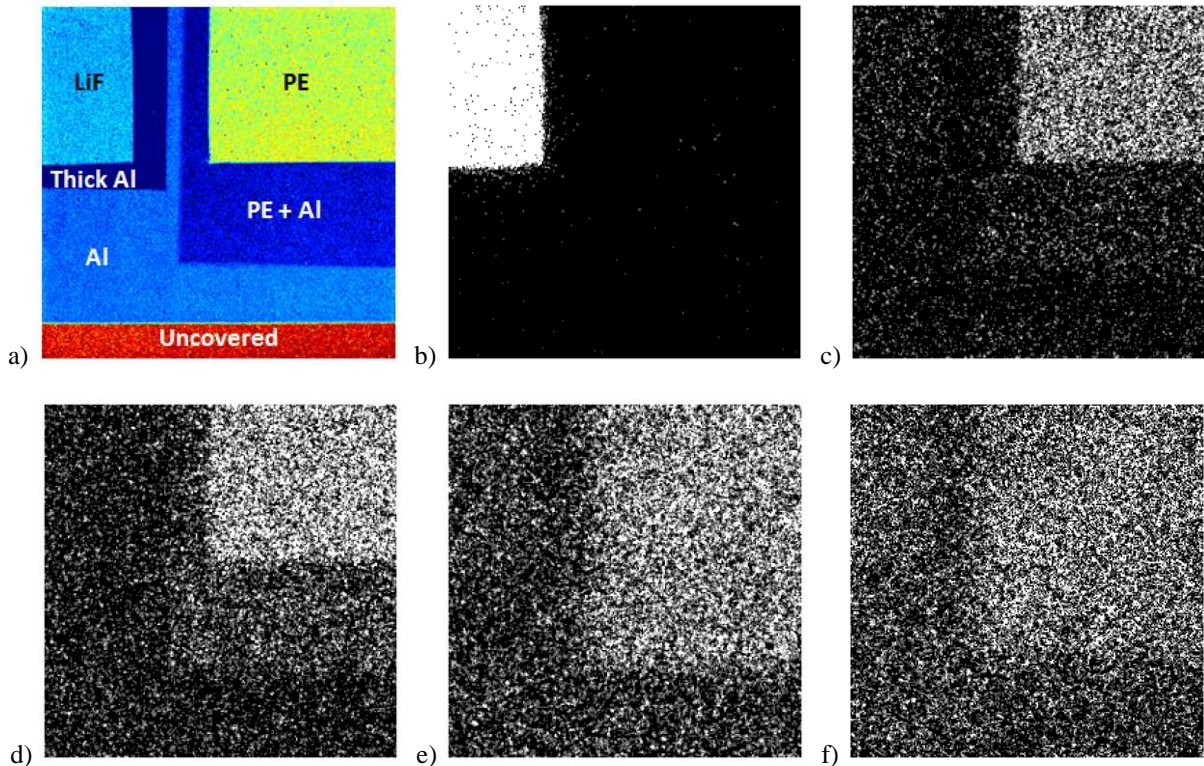 LiF
PE
Thick Al
PE + Al
Al
Uncovered
a)
b)
c)
d)
e)
f)